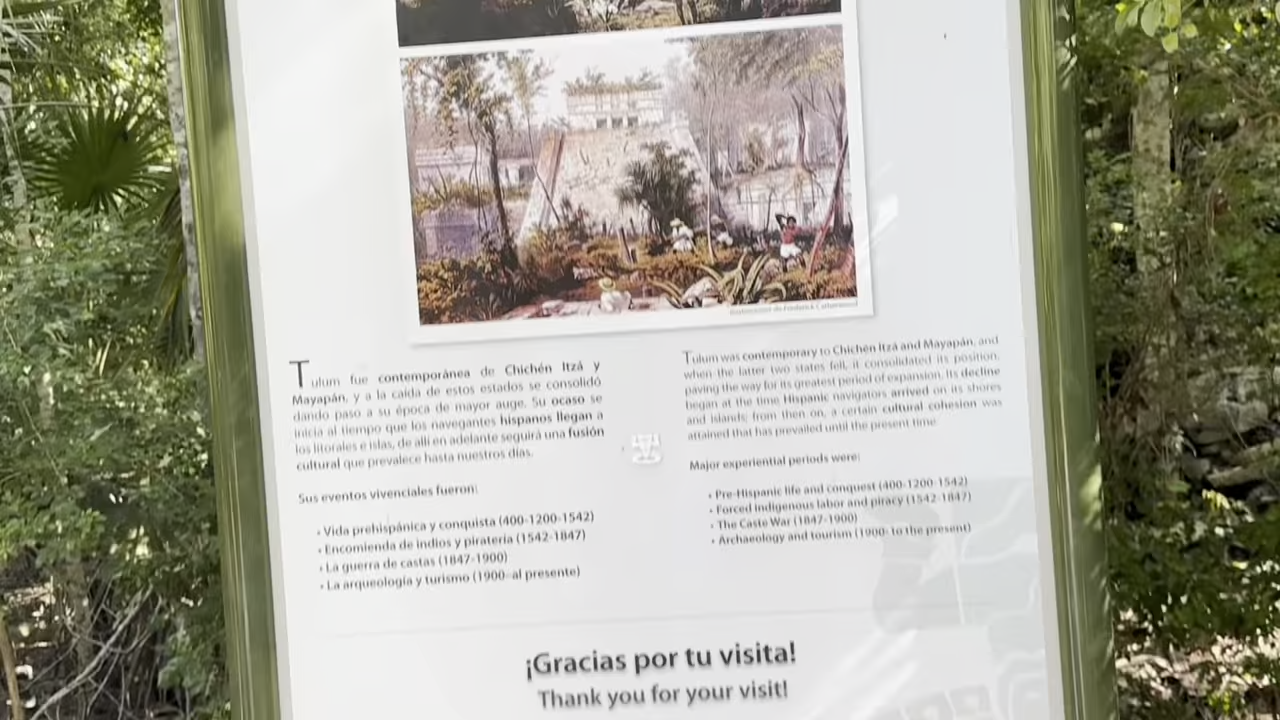 Ilustraciones de Frederick Catherwood
Tulum fue contemporánea de Chichén Itzá y
Mayapán, y a la caída de estos estados se consolidó
dando paso a su época de mayor auge. Su ocaso se
inicia al tiempo que los navegantes hispanos llegan a
los litorales e islas, de allí en adelante seguirá una fusión
cultural que prevalece hasta nuestros días.
Sus eventos vivenciales fueron:
• Vida prehispánica y conquista (400-1200-1542)
• Encomienda de indios y piratería (1542-1847)
• La guerra de castas (1847-1900)
• La arqueología y turismo (1900- al presente)
Tulum was contemporary to Chichén Itzá and Mayapán, and
when the latter two states fell, it consolidated its position,
paving the way for its greatest period of expansion. Its decline
began at the time Hispanic navigators arrived on its shores
and islands; from then on, a certain cultural cohesion was
attained that has prevailed until the present time.
Major experiential periods were:
• Pre-Hispanic life and conquest (400-1200-1542)
• Forced indigenous labor and piracy (1542-1847)
• The Caste War (1847-1900)
• Archaeology and tourism (1900- to the present)
¡Gracias por tu visita!
Thank you for your visit!